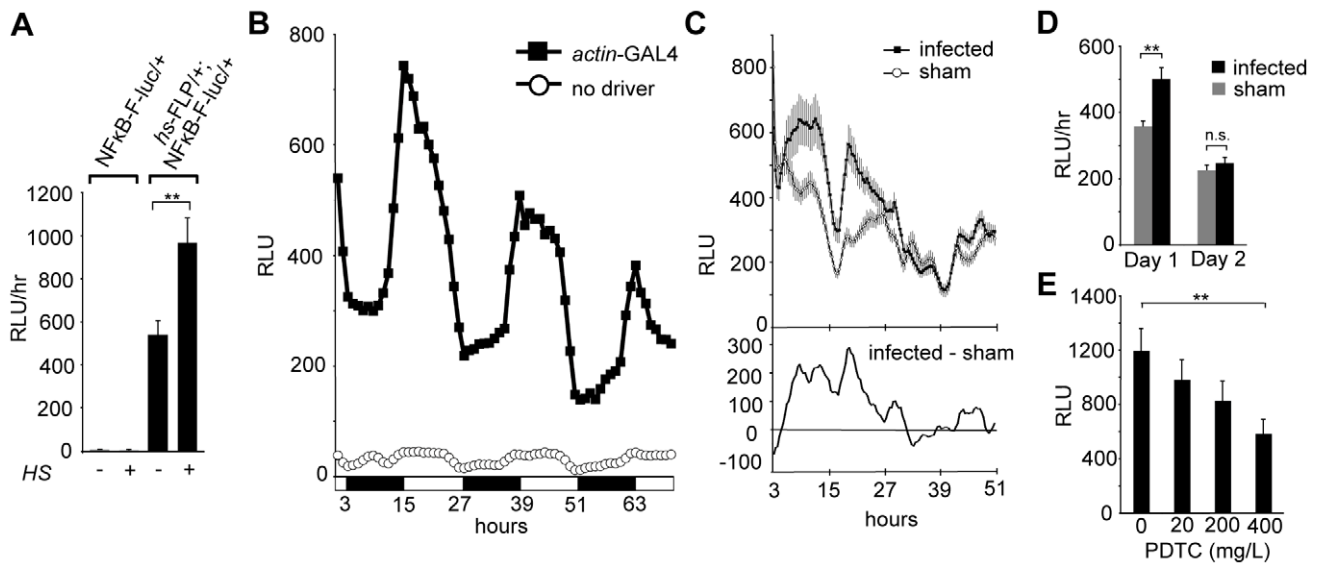 A
NFκB-F-luc/+
hs-FLP/+;
NFκB-F-luc/+
**
1200
1000
800
600
400
200
0
RLU/hr
HS
- + - +
B
actin-GAL4
no driver
800
600
400
200
0
RLU
3 15 27 39 51 63
hours
C
infected
sham
800
600
400
200
0
RLU
infected - sham
300
200
100
0
-100
3 15 27 39 51
hours
D
infected
sham
**
n.s.
600
400
200
0
RLU/hr
Day 1 Day 2
E
**
1400
1200
800
400
0
RLU
0 20 200 400
PDTC (mg/L)